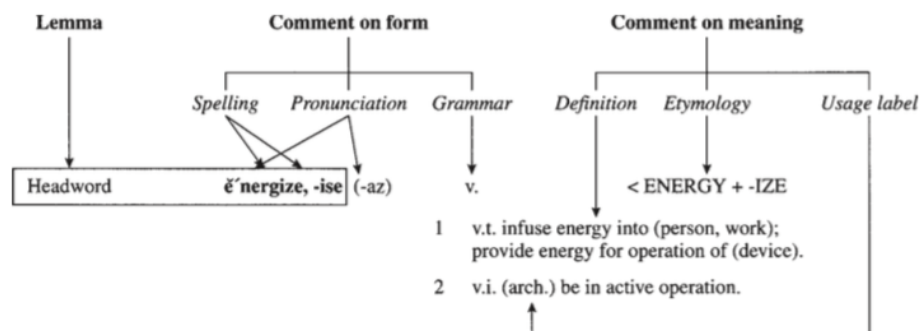 Lemma Comment on form Comment on meaning
Spelling Pronunciation Grammar Definition Etymology Usage label
Headword ĕ´nergize, -ise (-az) v. < ENERGY + -IZE
1 v.t. infuse energy into (person, work);
provide energy for operation of (device).
2 v.i. (arch.) be in active operation.